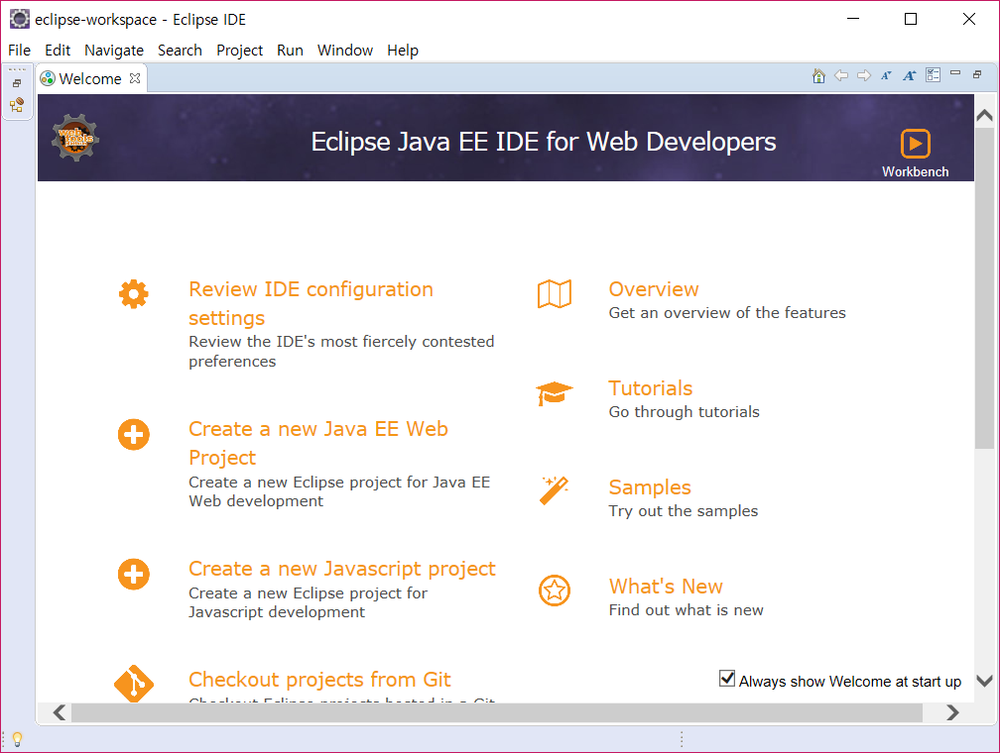 eclipse-workspace - Eclipse IDE
File Edit Navigate Search Project Run Window Help
Welcome
web tools
Eclipse Java EE IDE for Web Developers
Workbench
Review IDE configuration
settings
Review the IDE's most fiercely contested
preferences
Create a new Java EE Web
Project
Create a new Eclipse project for Java EE
Web development
Create a new Javascript project
Create a new Eclipse project for
Javascript development
Checkout projects from Git
Checkout Eclipse projects hosted in a Git
Overview
Get an overview of the features
Tutorials
Go through tutorials
Samples
Try out the samples
What's New
Find out what is new
Always show Welcome at start up